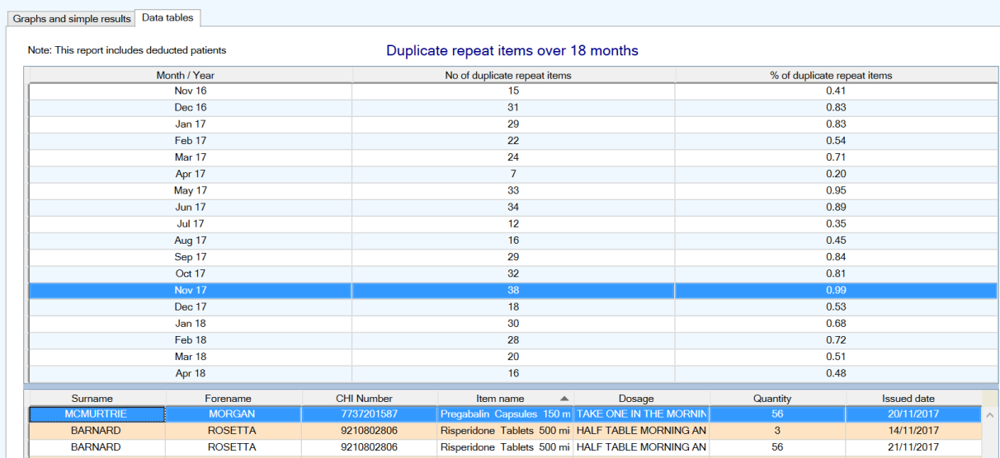 Graphs and simple results Data tables
Note: This report includes deducted patients Duplicate repeat items over 18 months
Month / Year No of duplicate repeat items % of duplicate repeat items
Nov 16 15 0.41
Dec 16 31 0.83
Jan 17 29 0.83
Feb 17 22 0.54
Mar 17 24 0.71
Apr 17 7 0.20
May 17 33 0.95
Jun 17 34 0.89
Jul 17 12 0.35
Aug 17 16 0.45
Sep 17 29 0.84
Oct 17 32 0.81
Nov 17 38 0.99
Dec 17 18 0.53
Jan 18 30 0.68
Feb 18 28 0.72
Mar 18 20 0.51
Apr 18 16 0.48
Surname Forename CHI Number Item name Dosage Quantity Issued date
MCMURTRIE MORGAN 7737201587 Pregabalin Capsules 150 m TAKE ONE IN THE MORNIN 56 20/11/2017
BARNARD ROSETTA 9210802806 Risperidone Tablets 500 mi HALF TABLE MORNING AN 3 14/11/2017
BARNARD ROSETTA 9210802806 Risperidone Tablets 500 mi HALF TABLE MORNING AN 56 21/11/2017